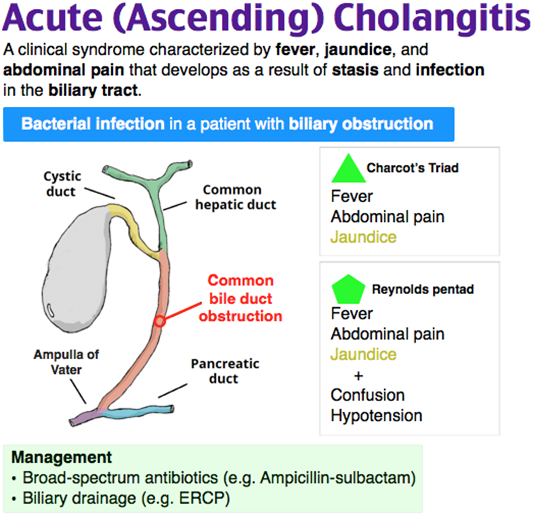 Acute (Ascending) Cholangitis
A clinical syndrome characterized by fever, jaundice, and
abdominal pain that develops as a result of stasis and infection
in the biliary tract.
Bacterial infection in a patient with biliary obstruction
Cystic
duct
Common
hepatic duct
Common
bile duct
obstruction
Ampulla of
Vater
Pancreatic
duct
Charcot's Triad
Fever
Abdominal pain
Jaundice
Reynolds pentad
Fever
Abdominal pain
Jaundice
+
Confusion
Hypotension
Management
• Broad-spectrum antibiotics (e.g. Ampicillin-sulbactam)
• Biliary drainage (e.g. ERCP)